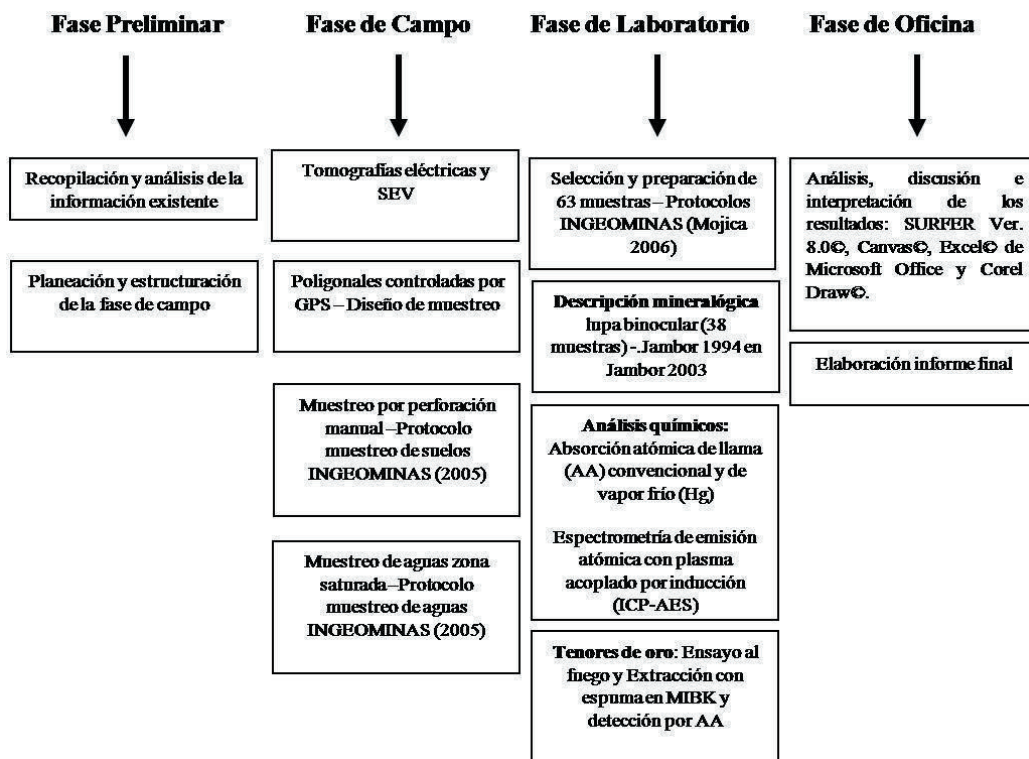 Fase Preliminar
Recopilación y análisis de la
información existente
Planeación y estructuración
de la fase de campo
Fase de Campo
Tomografías eléctricas y
SEV
Poligonales controladas por
GPS – Diseño de muestreo
Muestreo por perforación
manual –Protocolo
muestreo de suelos
INGEOMINAS (2005)
Muestreo de aguas zona
saturada–Protocolo
muestreo de aguas
INGEOMINAS (2005)
Fase de Laboratorio
Selección y preparación de
63 muestras – Protocolos
INGEOMINAS (Mojica
2006)
Descripción mineralógica
lupa binocular (38
muestras) -. Jambor 1994 en
Jambor 2003
Análisis químicos:
Absorción atómica de llama
(AA) convencional y de
vapor frío (Hg)
Espectrometría de emisión
atómica con plasma
acoplado por inducción
(ICP-AES)
Tenores de oro: Ensayo al
fuego y Extracción con
espuma en MIBK y
detección por AA
Fase de Oficina
Análisis, discusión e
interpretación de los
resultados: SURFER Ver.
8.0©, Canvas©, Excel© de
Microsoft Office y Corel
Draw©.
Elaboración informe final